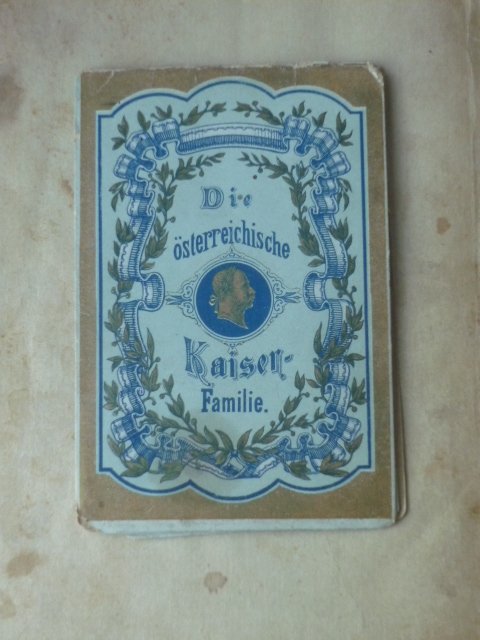 Die
österreichische
Kaiser-
Familie.